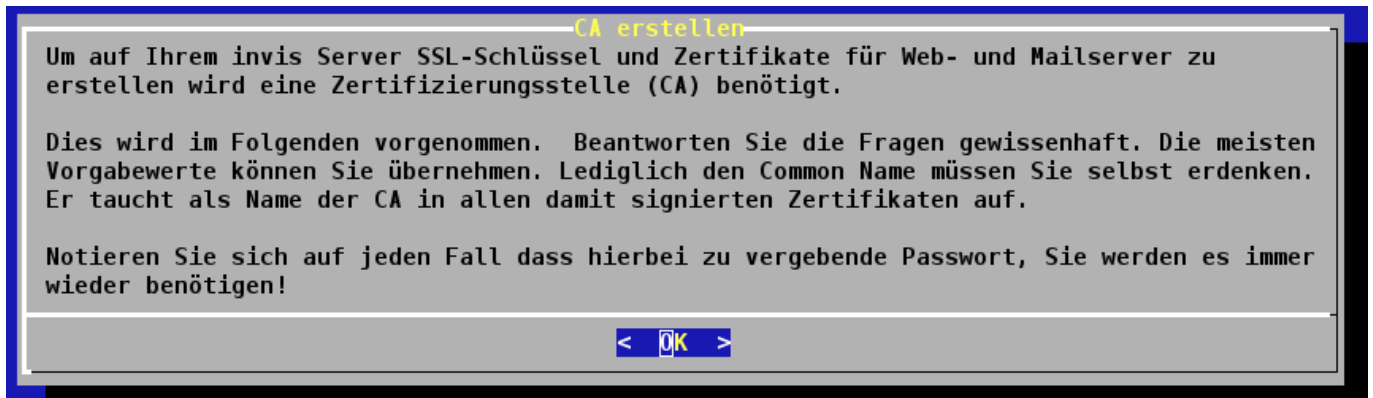 CA erstellen
Um auf Ihrem invis Server SSL-Schlüssel und Zertifikate für Web- und Mailserver zu
erstellen wird eine Zertifizierungsstelle (CA) benötigt.
Dies wird im Folgenden vorgenommen.  Beantworten Sie die Fragen gewissenhaft. Die meisten
Vorgabewerte können Sie übernehmen. Lediglich den Common Name müssen Sie selbst erdenken.
Er taucht als Name der CA in allen damit signierten Zertifikaten auf.
Notieren Sie sich auf jeden Fall dass hierbei zu vergebende Passwort, Sie werden es immer
wieder benötigen!
<  OK  >